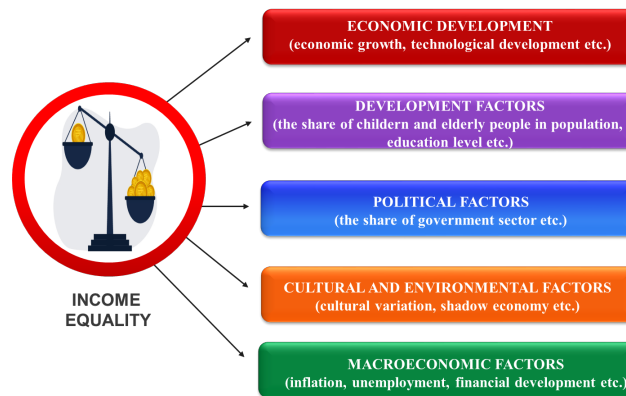 ECONOMIC DEVELOPMENT
(economic growth, technological development etc.)
DEVELOPMENT FACTORS
(the share of childern and elderly people in population,
education level etc.)
POLITICAL FACTORS
(the share of government sector etc.)
CULTURAL AND ENVIRONMENTAL FACTORS
(cultural variation, shadow economy etc.)
MACROECONOMIC FACTORS
(inflation, unemployment, financial development etc.)
INCOME
EQUALITY